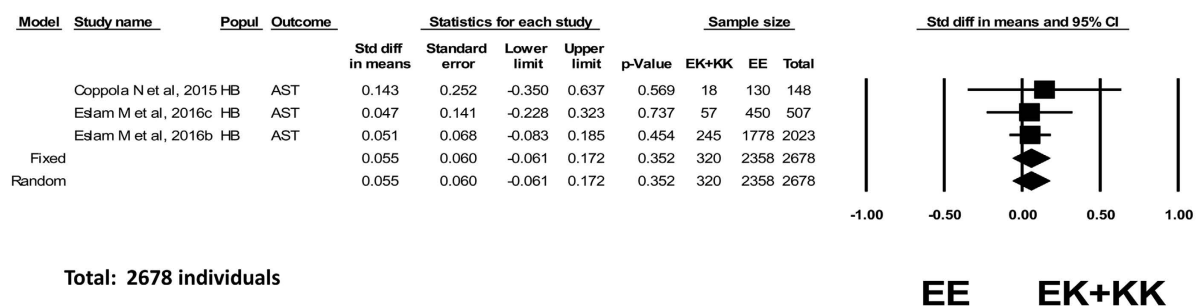 Model Study name Popul Outcome Statistics for each study Sample size Std diff in means and 95% CI
Std diff Standard Lower Upper
in means error limit limit p-Value EK+KK EE Total
Coppola N et al, 2015 HB AST 0.143 0.252 -0.350 0.637 0.569 18 130 148
Eslam M et al, 2016c HB AST 0.047 0.141 -0.228 0.323 0.737 57 450 507
Eslam M et al, 2016b HB AST 0.051 0.068 -0.083 0.185 0.454 245 1778 2023
Fixed 0.055 0.060 -0.061 0.172 0.352 320 2358 2678
Random 0.055 0.060 -0.061 0.172 0.352 320 2358 2678
-1.00 -0.50 0.00 0.50 1.00
Total: 2678 individuals
EE EK+KK